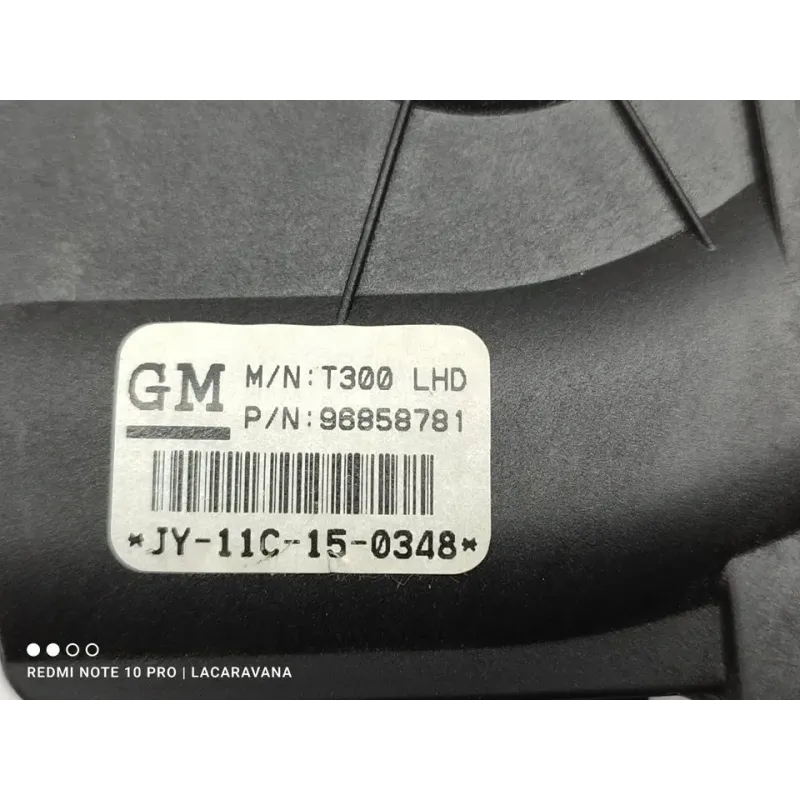 GM
M/N:T300 LHD
P/N:96858781
*JY-11C-15-0348*
REDMI NOTE 10 PRO | LACARAVANA